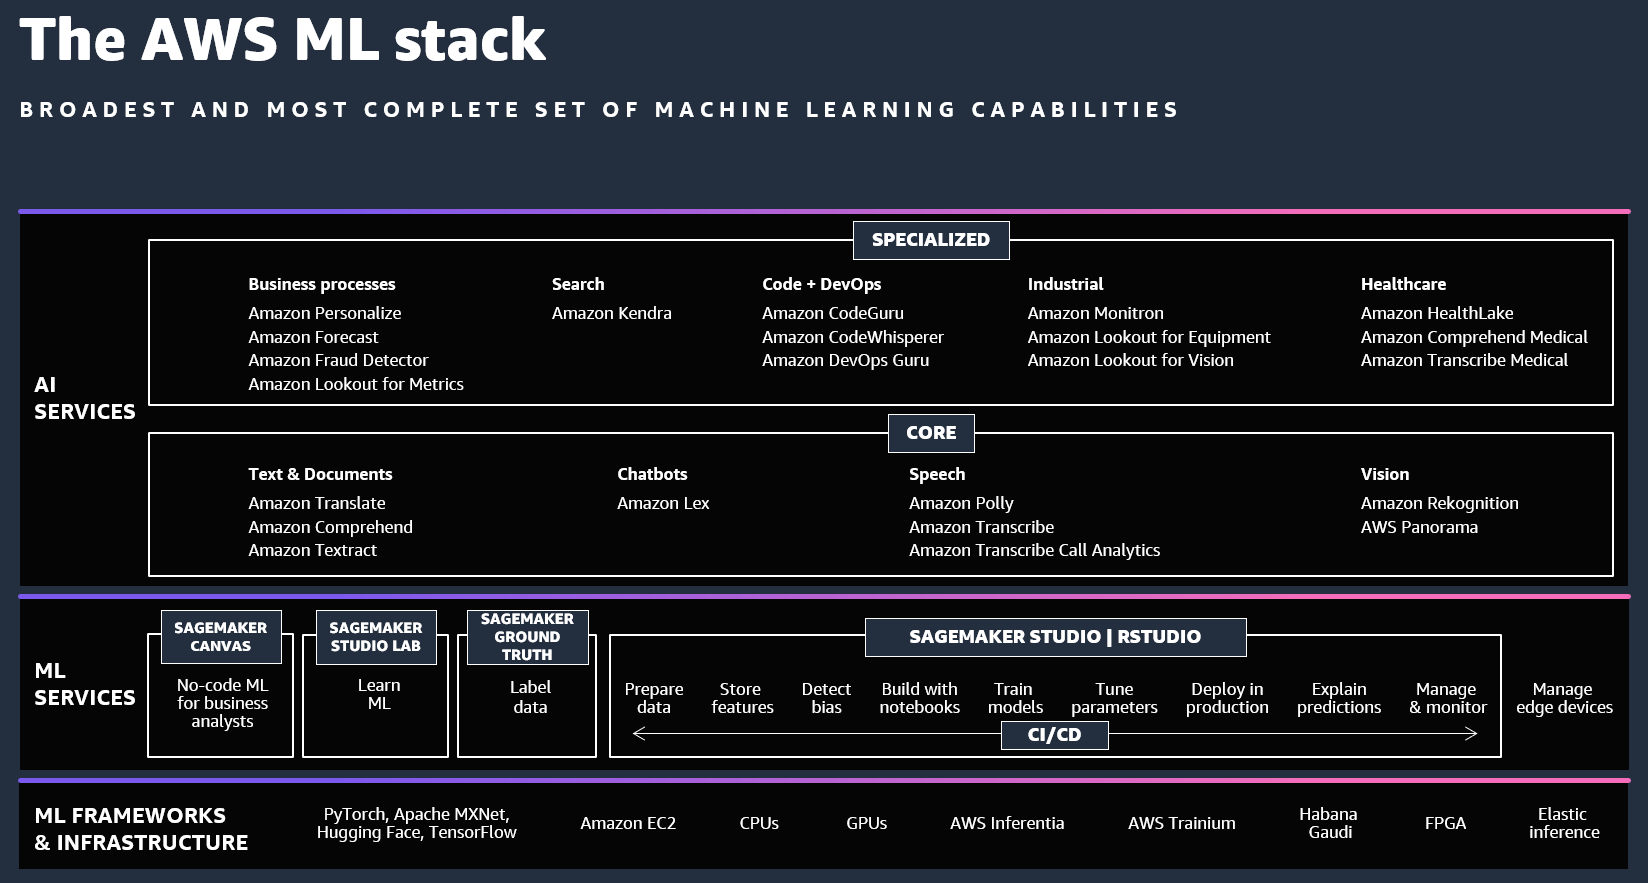 The AWS ML stack
BROADEST AND MOST COMPLETE SET OF MACHINE LEARNING CAPABILITIES
AI
SERVICES
SPECIALIZED
Business processes
Amazon Personalize
Amazon Forecast
Amazon Fraud Detector
Amazon Lookout for Metrics
Search
Amazon Kendra
Code + DevOps
Amazon CodeGuru
Amazon CodeWhisperer
Amazon DevOps Guru
Industrial
Amazon Monitron
Amazon Lookout for Equipment
Amazon Lookout for Vision
Healthcare
Amazon HealthLake
Amazon Comprehend Medical
Amazon Transcribe Medical
CORE
Text & Documents
Amazon Translate
Amazon Comprehend
Amazon Textract
Chatbots
Amazon Lex
Speech
Amazon Polly
Amazon Transcribe
Amazon Transcribe Call Analytics
Vision
Amazon Rekognition
AWS Panorama
ML
SERVICES
SAGEMAKER
CANVAS
No-code ML
for business
analysts
SAGEMAKER
STUDIO LAB
Learn
ML
SAGEMAKER
GROUND
TRUTH
Label
data
SAGEMAKER STUDIO | RSTUDIO
Prepare
data
Store
features
Detect
bias
Build with
notebooks
Train
models
Tune
parameters
Deploy in
production
Explain
predictions
Manage
& monitor
CI/CD
Manage
edge devices
ML FRAMEWORKS
& INFRASTRUCTURE
PyTorch, Apache MXNet,
Hugging Face, TensorFlow
Amazon EC2
CPUs
GPUs
AWS Inferentia
AWS Trainium
Habana
Gaudi
FPGA
Elastic
inference